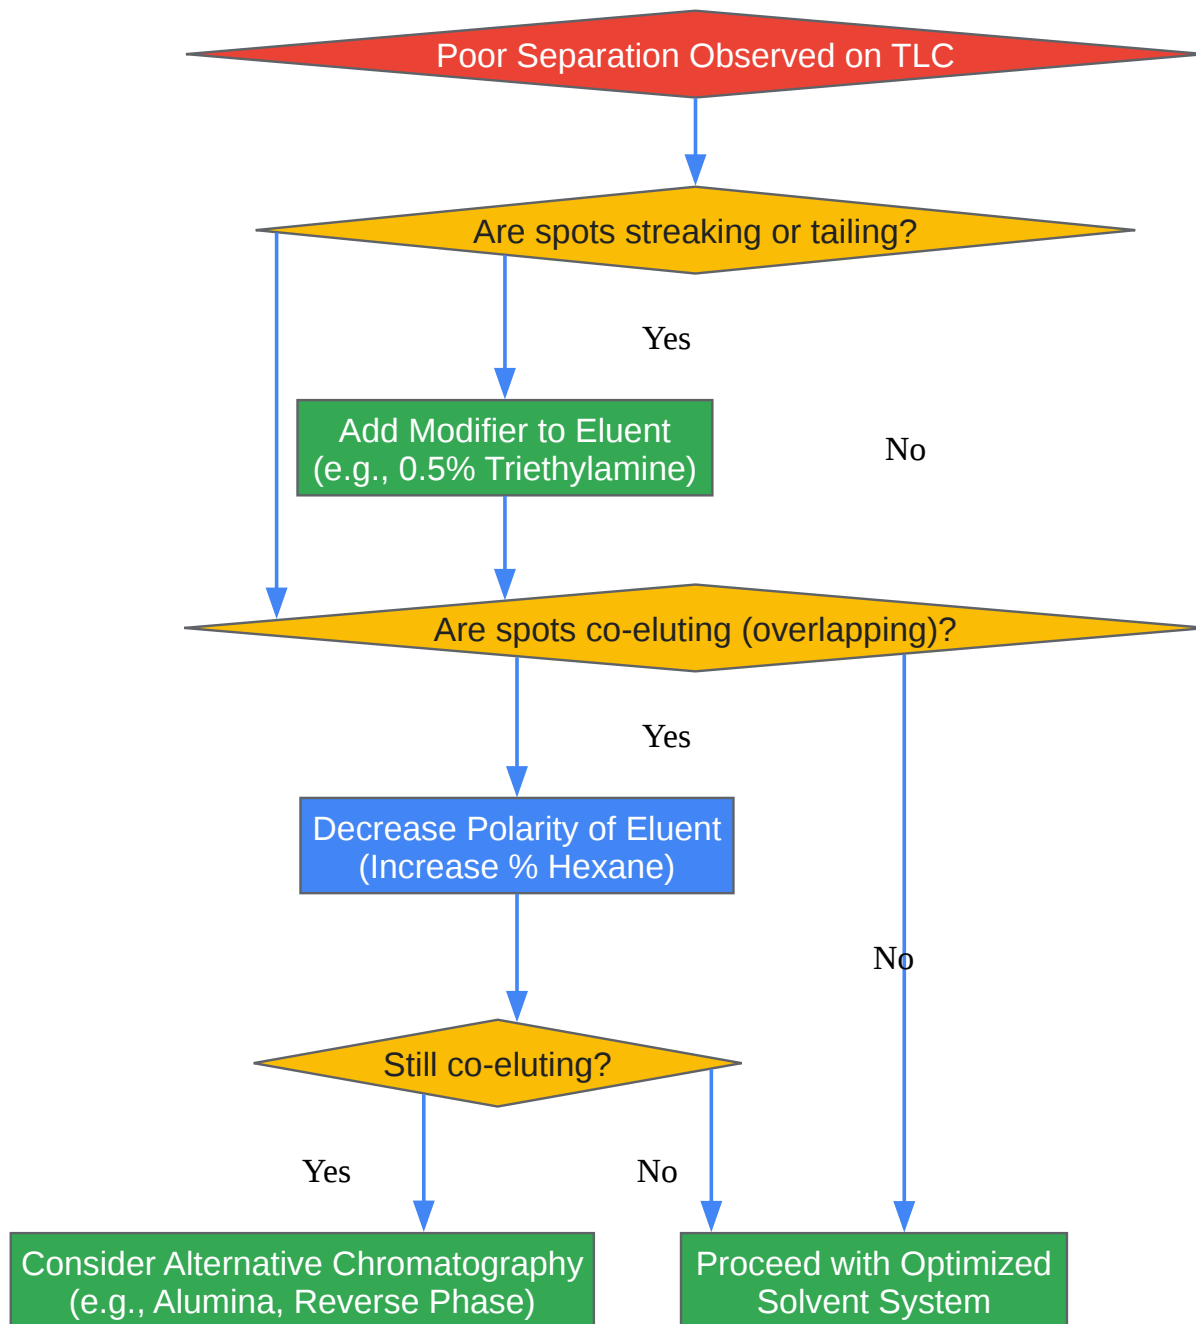 Poor Separation Observed on TLC
Are spots streaking or tailing?
Yes
Add Modifier to Eluent
(e.g., 0.5% Triethylamine)
No
Are spots co-eluting (overlapping)?
Yes
Decrease Polarity of Eluent
(Increase % Hexane)
No
Still co-eluting?
Yes
No
Consider Alternative Chromatography
(e.g., Alumina, Reverse Phase)
Proceed with Optimized
Solvent System